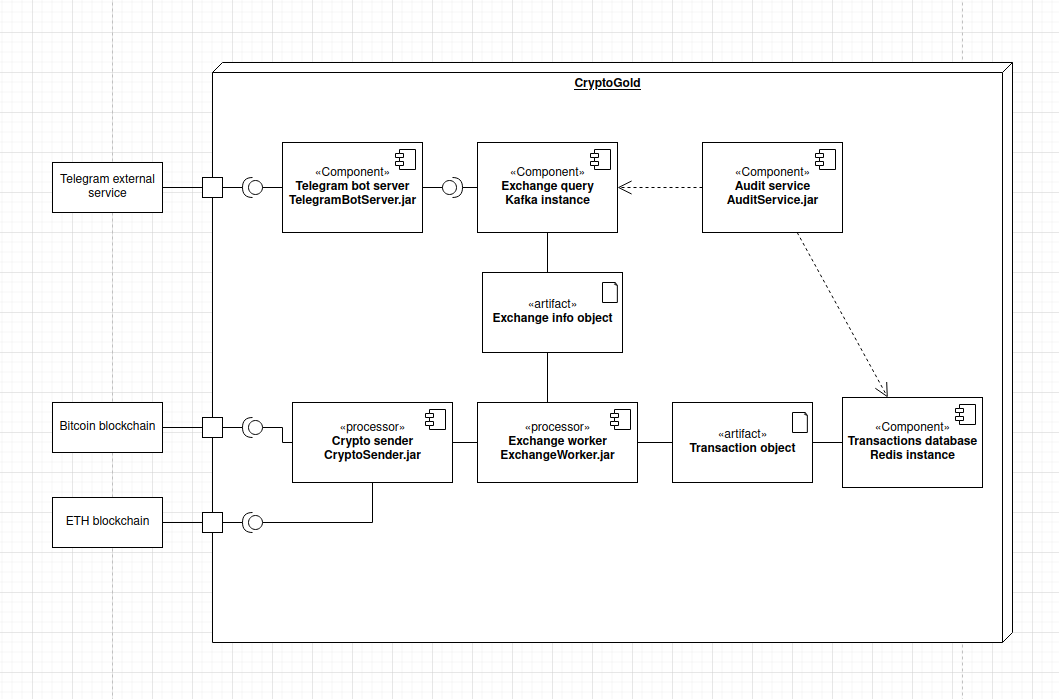 CryptoGold
Telegram external
service
«Component»
Telegram bot server
TelegramBotServer.jar
«Component»
Exchange query
Kafka instance
«Component»
Audit service
AuditService.jar
«artifact»
Exchange info object
Bitcoin blockchain
«processor»
Crypto sender
CryptoSender.jar
«processor»
Exchange worker
ExchangeWorker.jar
«artifact»
Transaction object
«Component»
Transactions database
Redis instance
ETH blockchain